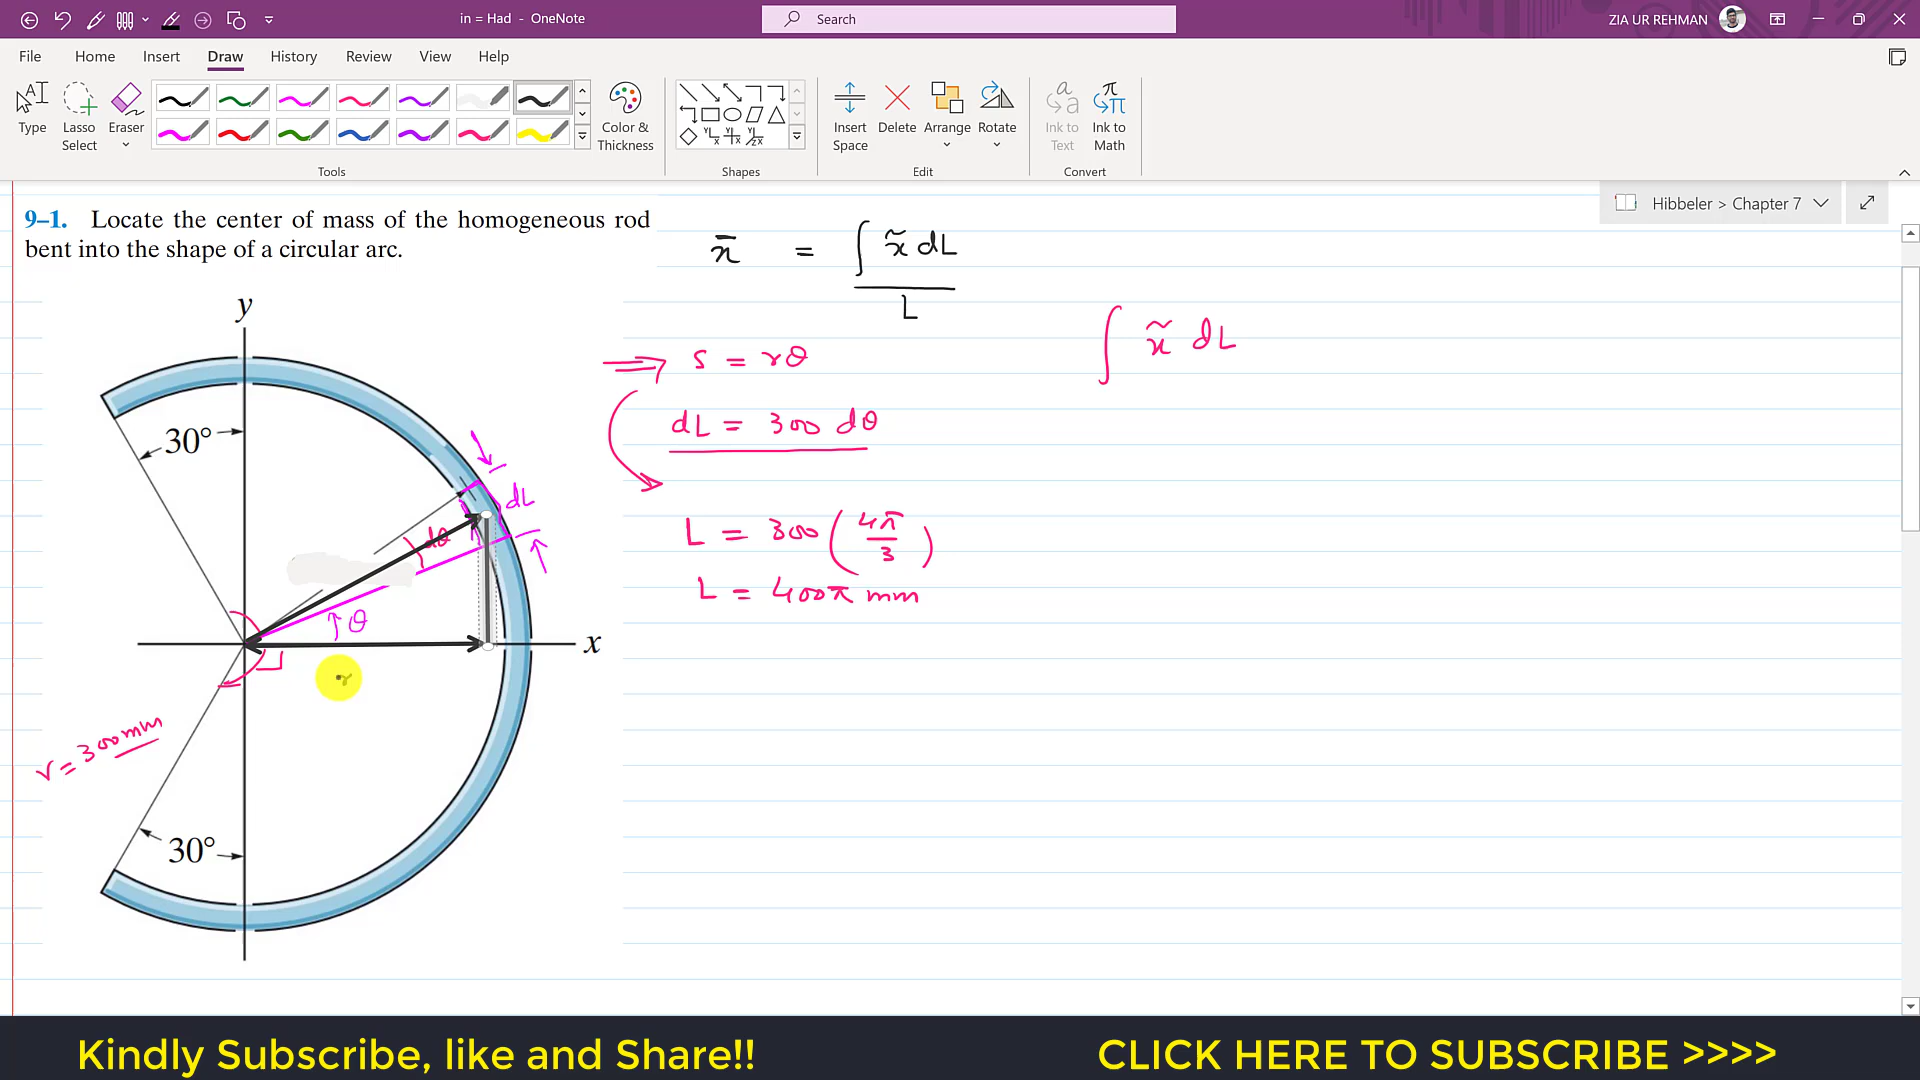 in = Had - OneNote
Search
ZIA UR REHMAN
File Home Insert Draw History Review View Help
Type
Lasso Select
Eraser
Color & Thickness
Insert Space
Delete
Arrange
Rotate
Ink to Text
Ink to Math
Tools
Shapes
Edit
Convert
Hibbeler > Chapter 7
9–1. Locate the center of mass of the homogeneous rod
bent into the shape of a circular arc.
x̄ = ∫ x̃ dL
L
∫ x̃ dL
s = rθ
dL = 300 dθ
L = 300 (4π/3)
L = 400π mm
y
30°
dL
dθ
θ
x
r = 300mm
30°
Kindly Subscribe, like and Share!!
CLICK HERE TO SUBSCRIBE >>>>